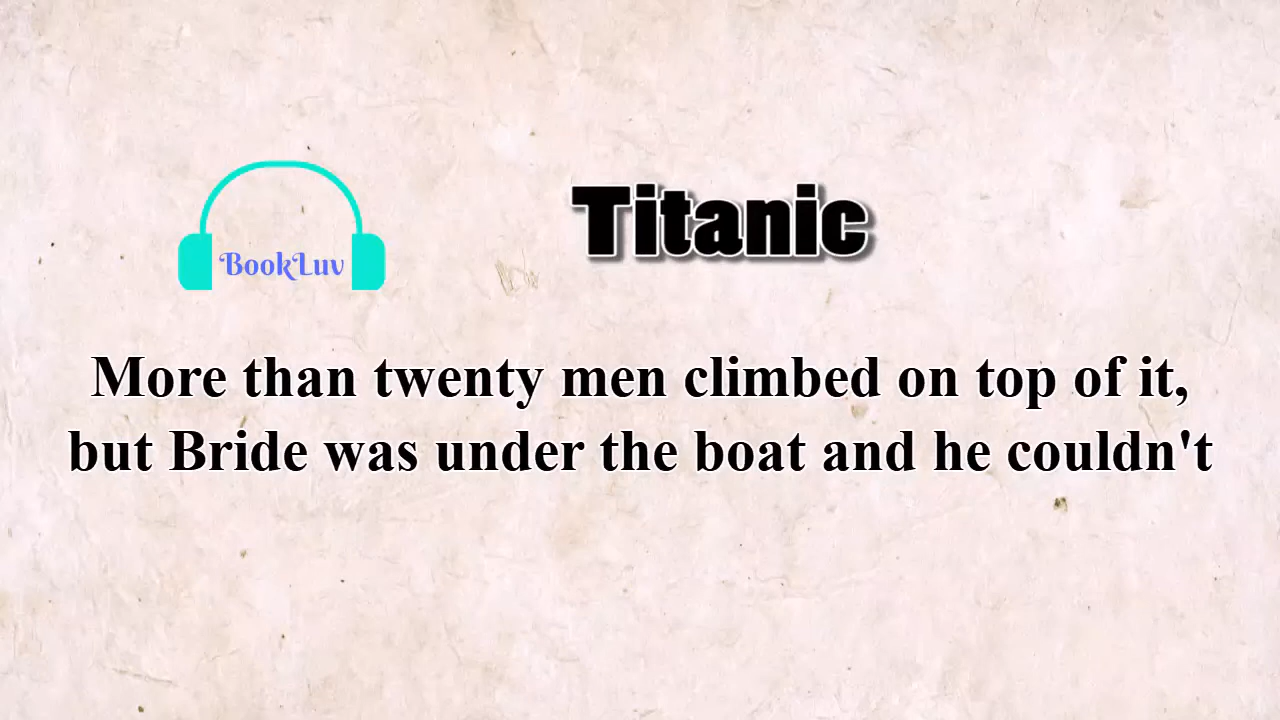 BookLuv
Titanic
More than twenty men climbed on top of it,
but Bride was under the boat and he couldn't